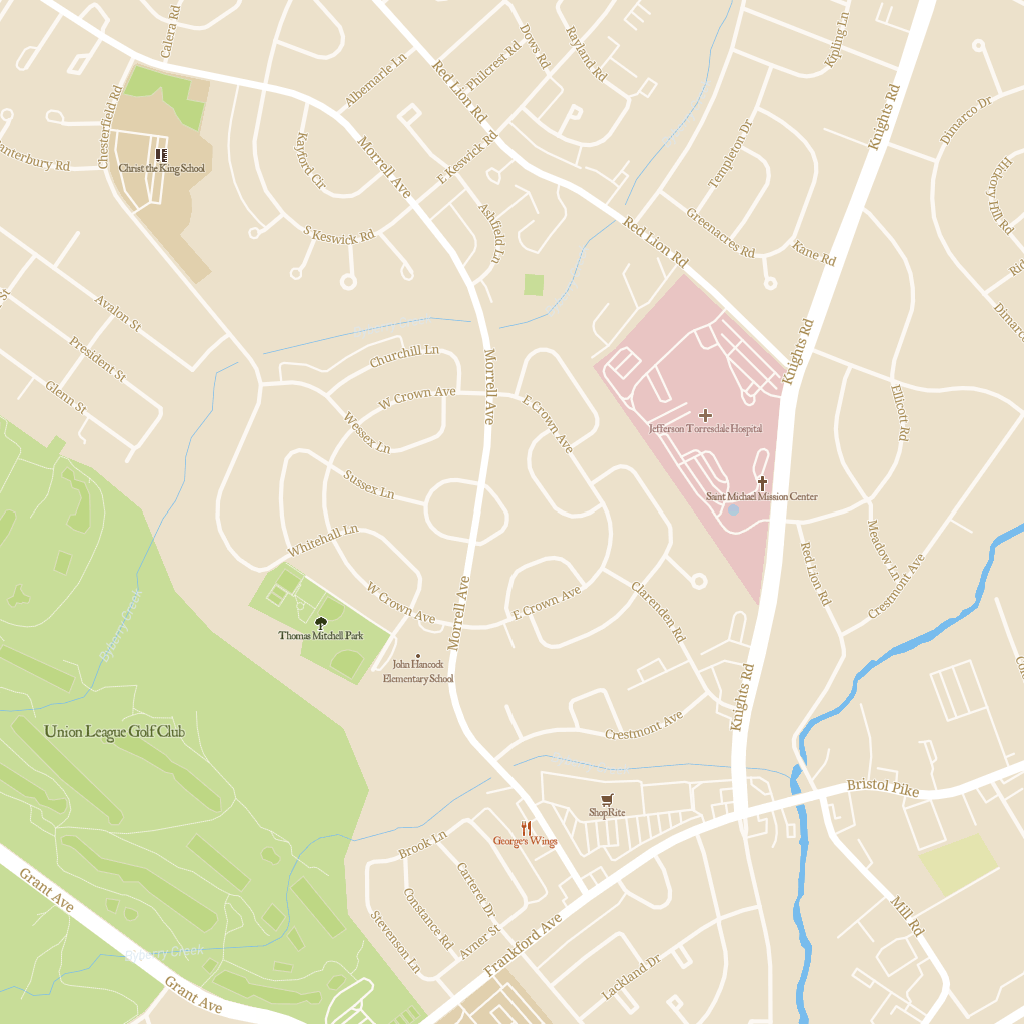 Calera Rd
Albemarle Ln
Red Lion Rd
Philcrest Rd
Dows Rd
Rayland Rd
Kipling Ln
Knights Rd
Dimarco Dr
Hickory Hill Rd
Chesterfield Rd
Christ the King School
Kayford Cir
Morrell Ave
E Keswick Rd
Templeton Dr
S Keswick Rd
Ashfield Ln
Red Lion Rd
Greenacres Rd
Kane Rd
Avalon St
President St
Glenn St
Churchill Ln
W Crown Ave
Wessex Ln
Sussex Ln
Whitehall Ln
Morrell Ave
E Crown Ave
Knights Rd
Jefferson Torresdale Hospital
Saint Michael Mission Center
Ellicott Rd
Meadow Ln
Red Lion Rd
Crestmont Ave
Byberry Creek
Thomas Mitchell Park
W Crown Ave
Morrell Ave
E Crown Ave
Clarenden Rd
John Hancock
Elementary School
Union League Golf Club
Crestmont Ave
Knights Rd
Bristol Pike
ShopRite
George's Wings
Brook Ln
Carteret Dr
Constance Rd
Stevenson Ln
Avner St
Frankford Ave
Lackland Dr
Mill Rd
Grant Ave
Byberry Creek
Grant Ave